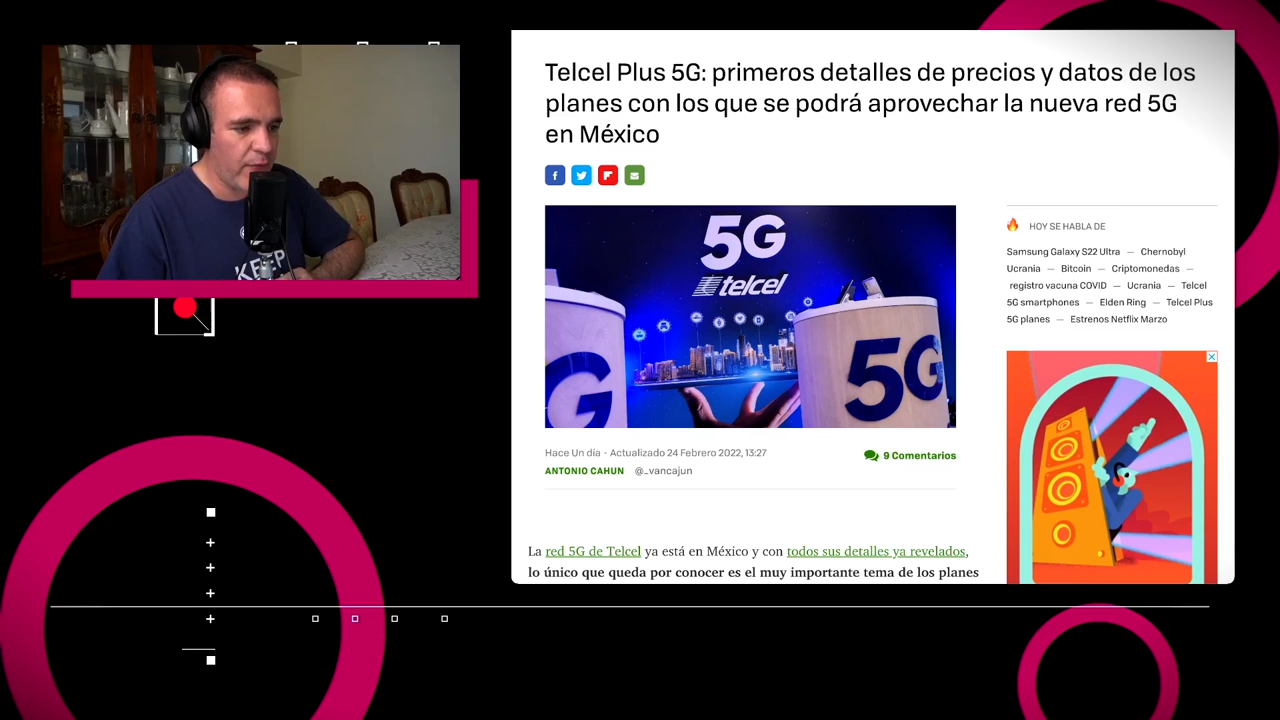 KEEP
Telcel Plus 5G: primeros detalles de precios y datos de los
planes con los que se podrá aprovechar la nueva red 5G
en México
5G
telcel
G
5G
Hace Un día - Actualizado 24 Febrero 2022, 13:27
ANTONIO CAHUN @_vancajun
9 Comentarios
HOY SE HABLA DE
Samsung Galaxy S22 Ultra — Chernobyl
Ucrania — Bitcoin — Criptomonedas —
registro vacuna COVID — Ucrania — Telcel
5G smartphones — Elden Ring — Telcel Plus
5G planes — Estrenos Netflix Marzo
La red 5G de Telcel ya está en México y con todos sus detalles ya revelados,
lo único que queda por conocer es el muy importante tema de los planes